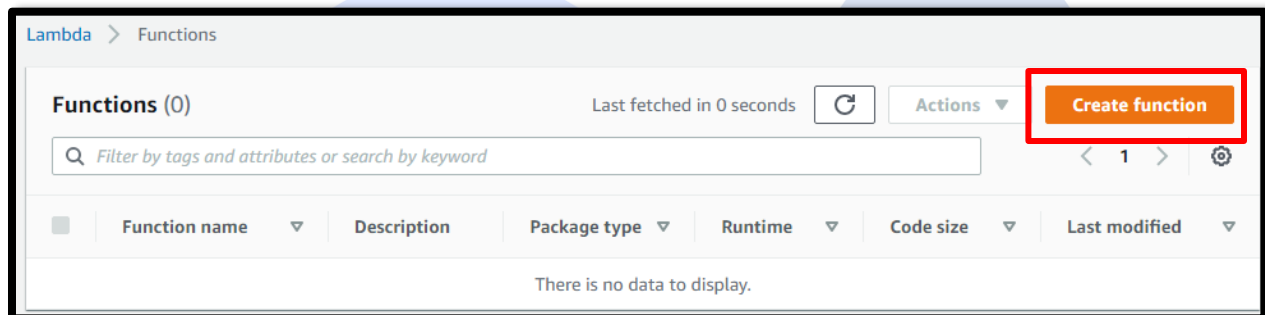 Lambda > Functions
Functions (0) Last fetched in 0 seconds Actions Create function
Filter by tags and attributes or search by keyword < 1 >
Function name Description Package type Runtime Code size Last modified
There is no data to display.